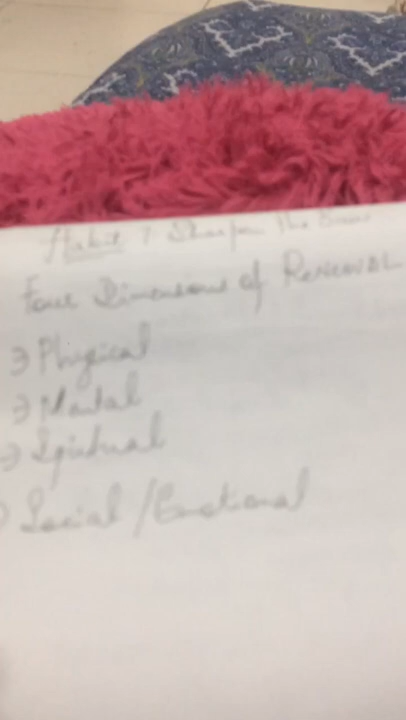 Habit 7 Sharpen The Saw
Four Dimensions of Renewal
→ Physical
→ Mental
→ Spiritual
→ Social / Emotional